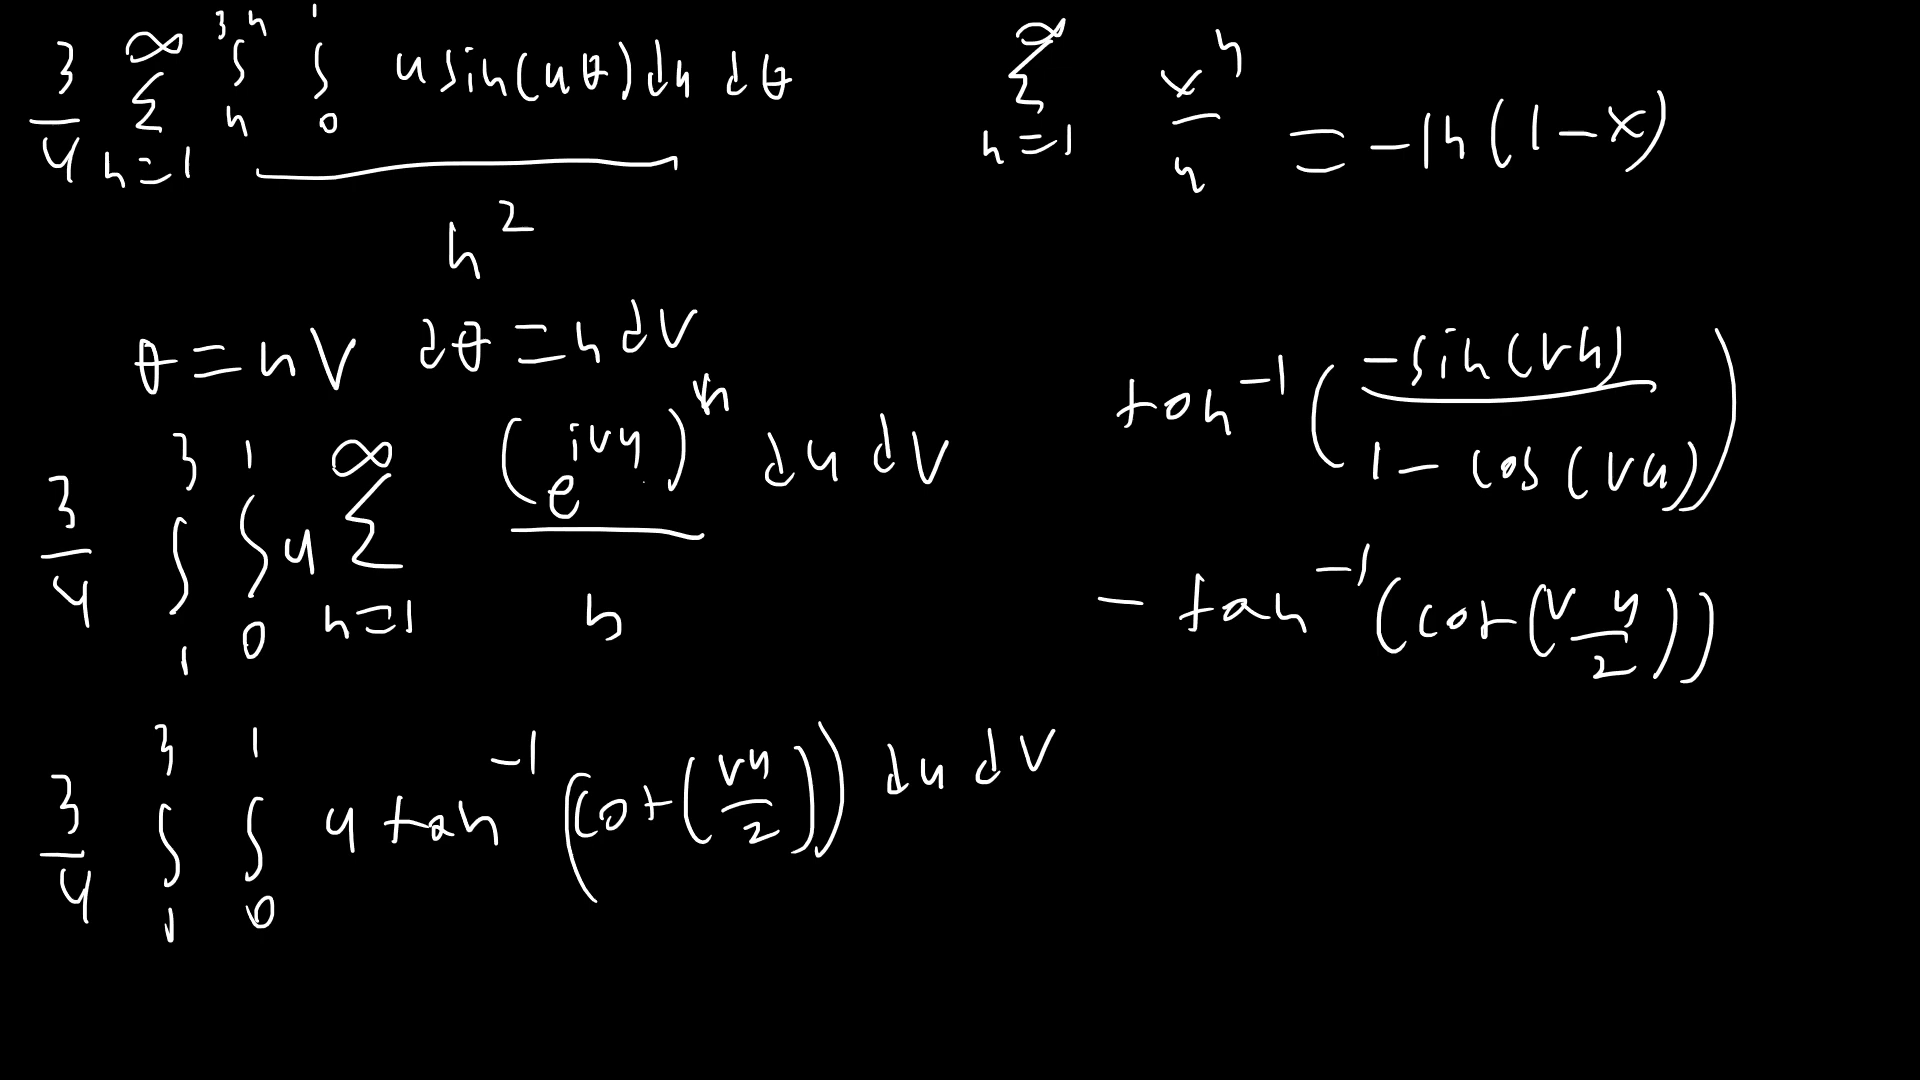 3/4 ∑_{n=1}^{∞} ∫_{n}^{3n} ∫_{0}^{1} u sin(uθ) du dθ / n^2
∑_{n=1}^{∞} x^n / n = -ln(1-x)
θ = nV dθ = n dV
3/4 ∫_{1}^{3} ∫_{0}^{1} u ∑_{n=1}^{∞} (e^{ivu})^n / n du dV
tan^{-1}(-sin(vu) / (1 - cos(vu)))
- tan^{-1}(cot(vu/2))
3/4 ∫_{1}^{3} ∫_{0}^{1} u tan^{-1}(cot(vu/2)) du dV